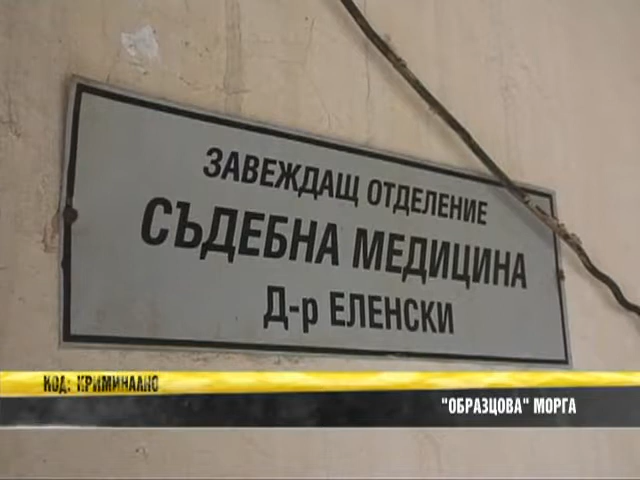 ЗАВЕЖДАЩ ОТДЕЛЕНИЕ
СЪДЕБНА МЕДИЦИНА
Д-р ЕЛЕНСКИ
КОД: КРИМИНАЛНО
"ОБРАЗЦОВА" МОРГА